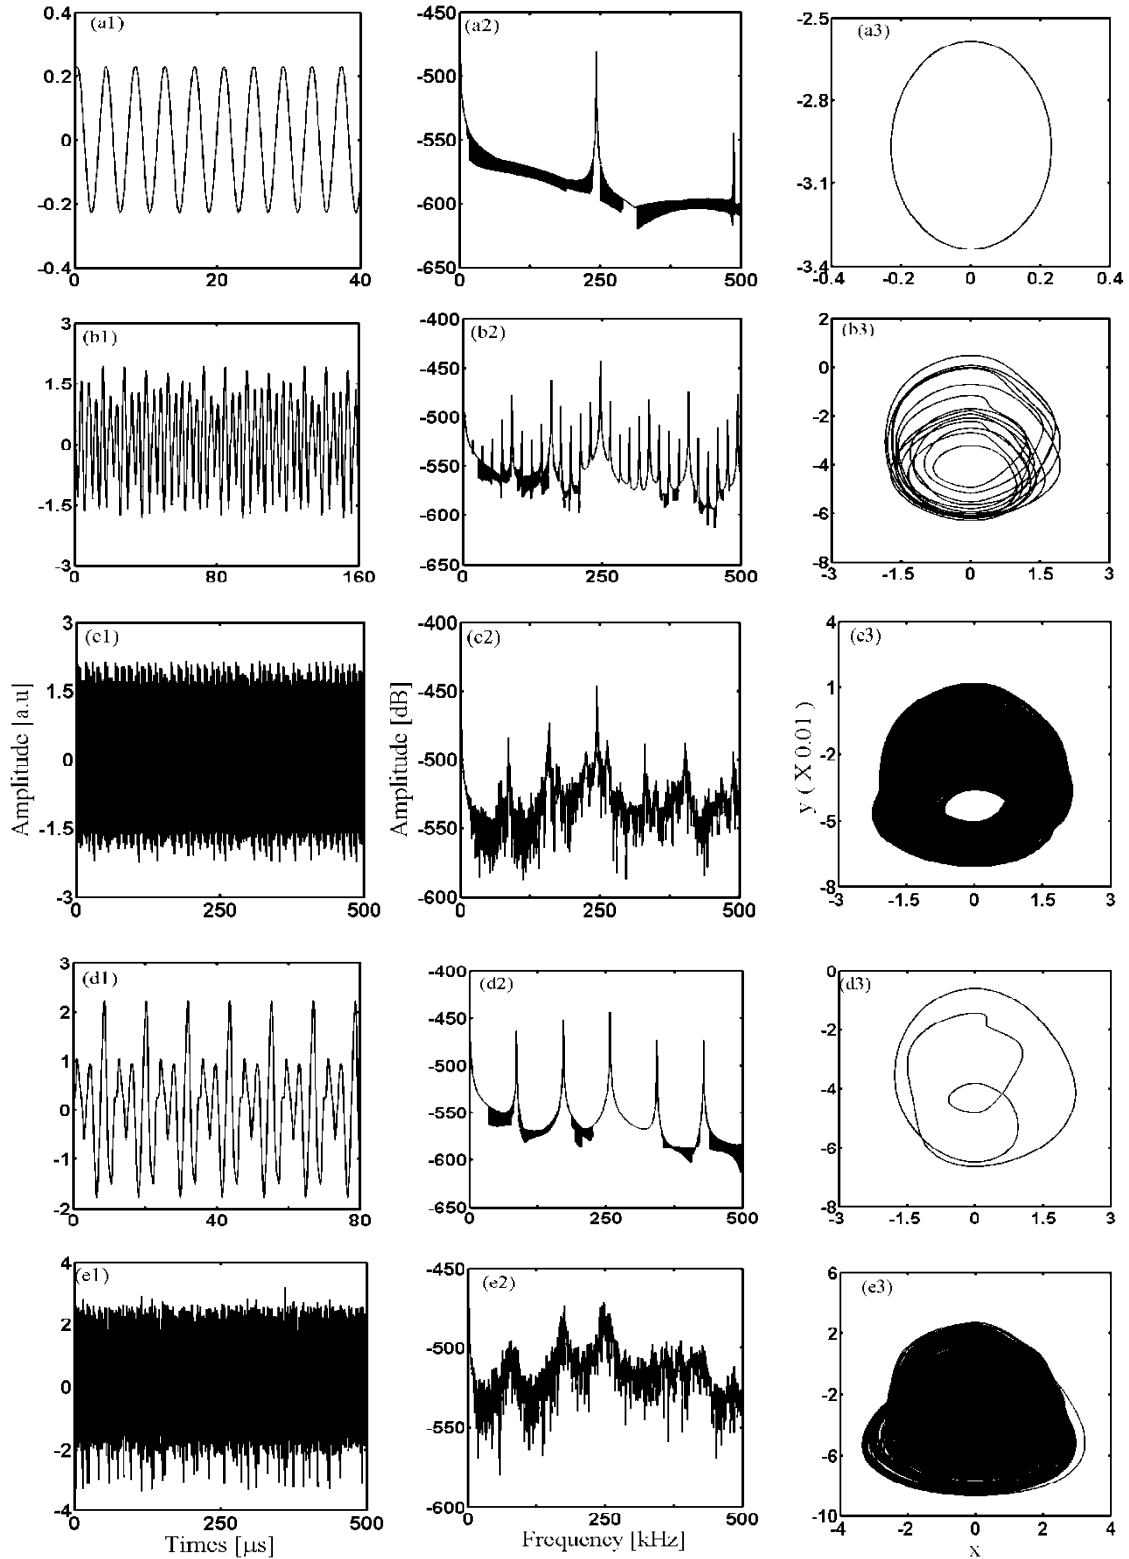 (a1)
0.4
0.2
0
-0.2
-0.4
0 20 40
(a2)
-450
-500
-550
-600
-650
0 250 500
(a3)
-2.5
-2.8
-3.1
-3.4
-0.4 -0.2 0 0.2 0.4
(b1)
3
1.5
0
-1.5
-3
0 80 160
(b2)
-400
-450
-500
-550
-600
-650
0 250 500
(b3)
2
0
-2
-4
-6
-8
-3 -1.5 0 1.5 3
(c1)
3
1.5
0
-1.5
-3
0 250 500
Amplitude [a.u]
(c2)
-400
-450
-500
-550
-600
0 250 500
Amplitude [dB]
(c3)
4
1
-2
-5
-8
-3 -1.5 0 1.5 3
y ( X 0.01 )
(d1)
3
2
1
0
-1
-2
0 40 80
(d2)
-400
-450
-500
-550
-600
-650
0 250 500
(d3)
0
-2
-4
-6
-8
-3 -1.5 0 1.5 3
(e1)
4
2
0
-2
-4
0 250 500
Times [μs]
(e2)
-450
-500
-550
-600
0 250 500
Frequency [kHz]
(e3)
6
2
-2
-6
-10
-4 -2 0 2 4
x